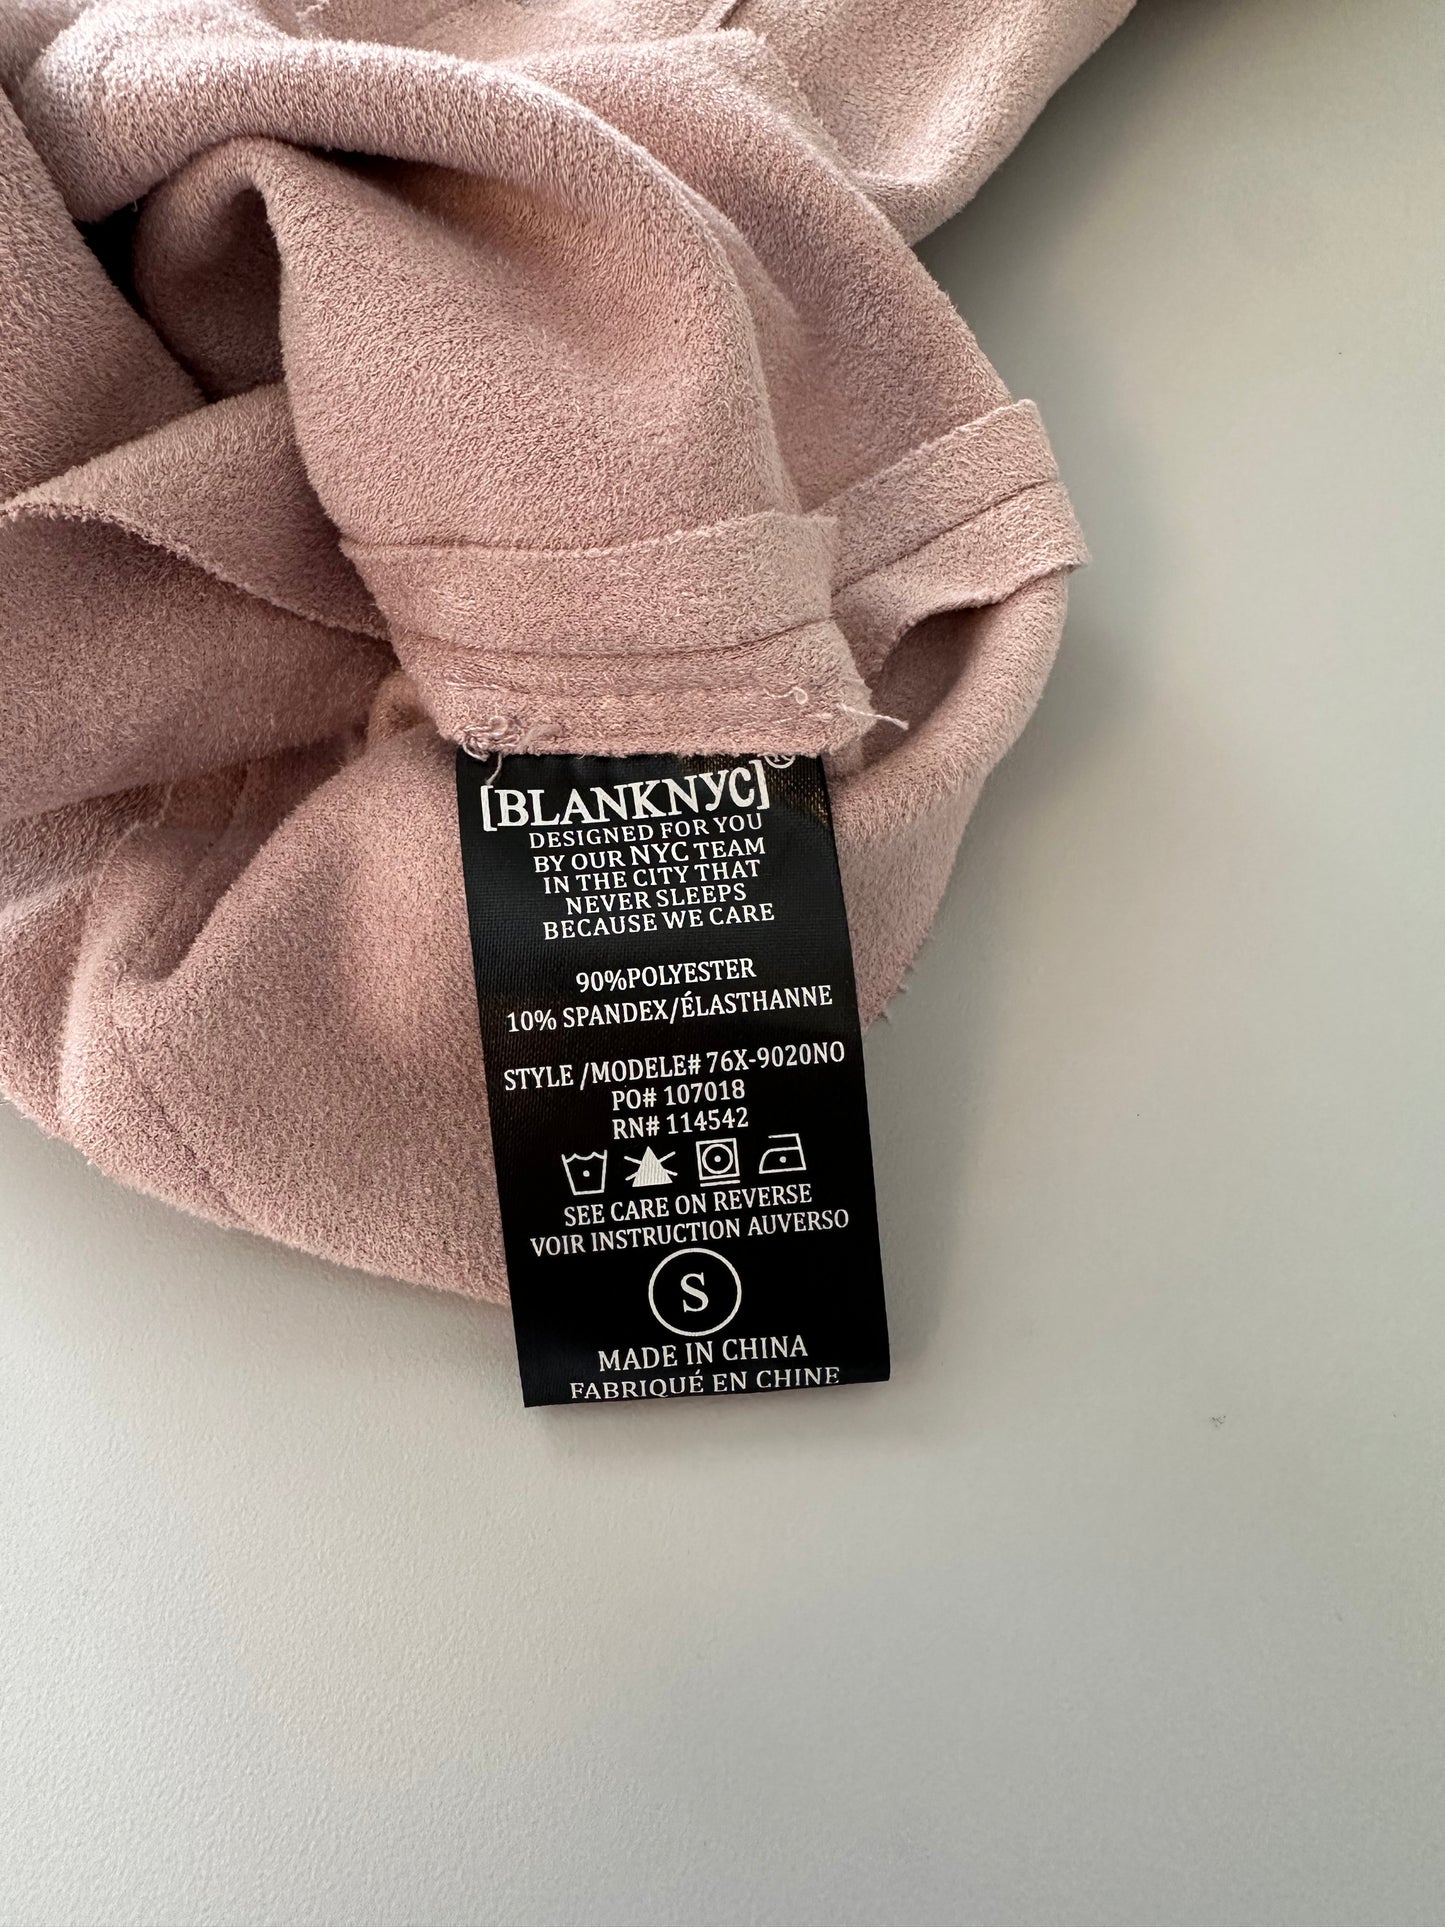 [BLANKNYC]®
DESIGNED FOR YOU
BY OUR NYC TEAM
IN THE CITY THAT
NEVER SLEEPS
BECAUSE WE CARE
90%POLYESTER
10% SPANDEX/ÉLASTHANNE
STYLE /MODELE# 76X-9020NO
PO# 107018
RN# 114542
SEE CARE ON REVERSE
VOIR INSTRUCTION AUVERSO
S
MADE IN CHINA
FABRIQUÉ EN CHINE